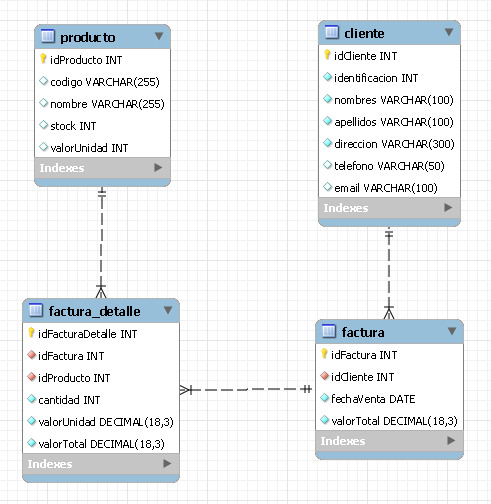 producto
idProducto INT
codigo VARCHAR(255)
nombre VARCHAR(255)
stock INT
valorUnidad INT
Indexes
cliente
idCliente INT
identificacion INT
nombres VARCHAR(100)
apellidos VARCHAR(100)
direccion VARCHAR(300)
telefono VARCHAR(50)
email VARCHAR(100)
Indexes
factura_detalle
idFacturaDetalle INT
idFactura INT
idProducto INT
cantidad INT
valorUnidad DECIMAL(18,3)
valorTotal DECIMAL(18,3)
Indexes
factura
idFactura INT
idCliente INT
fechaVenta DATE
valorTotal DECIMAL(18,3)
Indexes